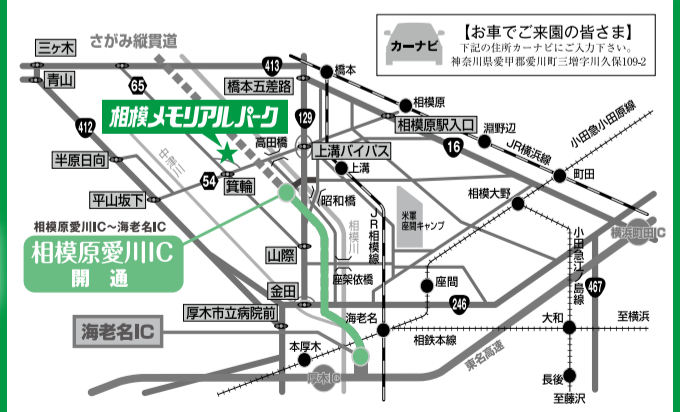 カーナビ
【お車でご来園の皆さま】
下記の住所カーナビにご入力下さい。
神奈川県愛甲郡愛川町三増字川久保109-2
三ヶ木
さがみ縦貫道
413
橋本
青山
65
橋本五差路
相模原
小田急小田原線
412
相模メモリアルパーク
129
相模原駅入口
淵野辺
高田橋
16
JR横浜線
半原日向
中津川
上溝バイパス
上溝
町田
54
箕輪
平山坂下
昭和橋
相模大野
相模原愛川IC〜海老名IC
相模原愛川IC
開通
相模川
JR相模線
米軍
座間キャンプ
小田急江ノ島線
横浜町田IC
山際
座架依橋
座間
467
金田
246
厚木市立病院前
海老名
大和
至横浜
海老名IC
相鉄本線
本厚木
東名高速
厚木IC
長後
至藤沢